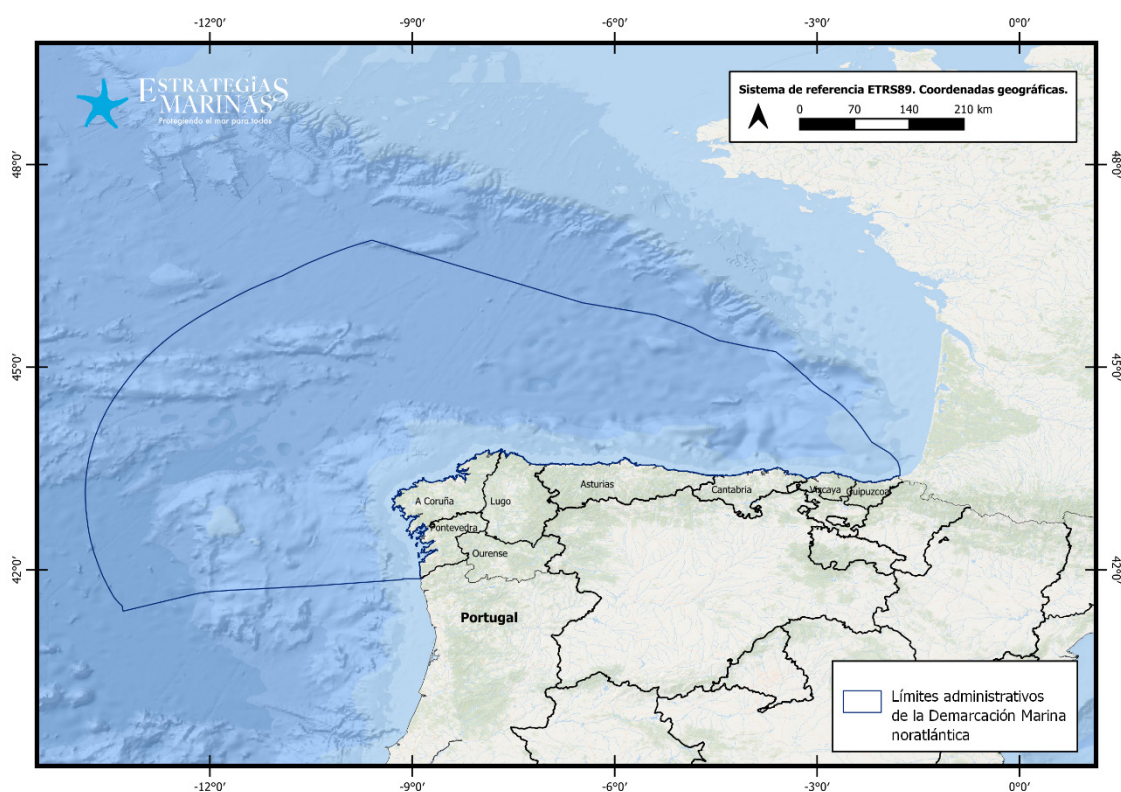 -12°0′ -9°0′ -6°0′ -3°0′ 0°0′
ESTRATEGIAS
MARINAS
Protegiendo el mar para todos
Sistema de referencia ETRS89. Coordenadas geográficas.
0 70 140 210 km
48°0′ 48°0′
45°0′ 45°0′
A Coruña Lugo Asturias Cantabria Vizcaya Guipuzcoa
Pontevedra
Ourense
42°0′ 42°0′
Portugal
Límites administrativos
de la Demarcación Marina
noratlántica
-12°0′ -9°0′ -6°0′ -3°0′ 0°0′